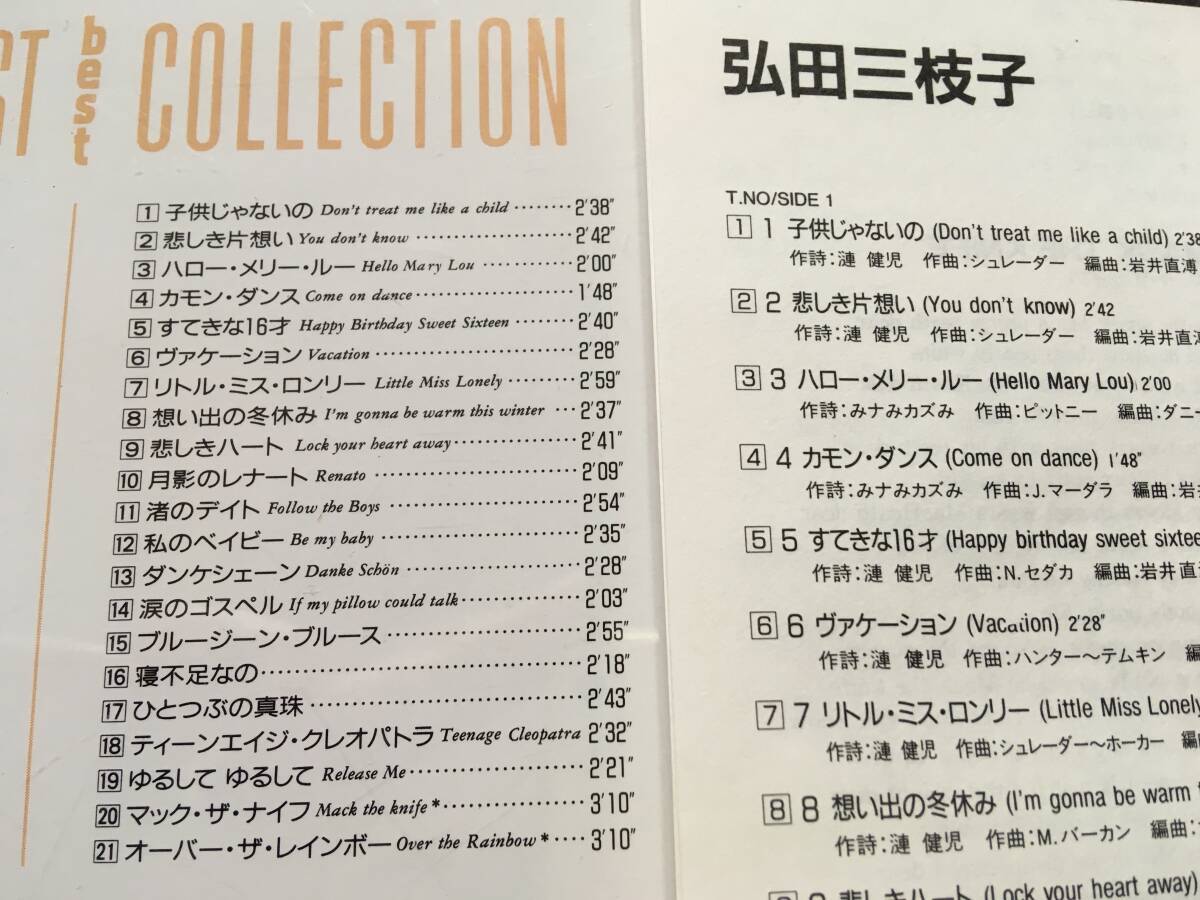 ST best COLLECTION
1 子供じゃないの Don't treat me like a child ········ 2'38"
2 悲しき片想い You don't know ······················ 2'42"
3 ハロー・メリー・ルー Hello Mary Lou ············ 2'00"
4 カモン・ダンス Come on dance ····················· 1'48"
5 すてきな16才 Happy Birthday Sweet Sixteen ········ 2'40"
6 ヴァケーション Vacation ·························· 2'28"
7 リトル・ミス・ロンリー Little Miss Lonely ········· 2'59"
8 想い出の冬休み I'm gonna be warm this winter ··· 2'37"
9 悲しきハート Lock your heart away ··············· 2'41"
10 月影のレナート Renato ·························· 2'09"
11 渚のデイト Follow the Boys ······················ 2'54"
12 私のベイビー Be my baby ························ 2'35"
13 ダンケシェーン Danke Schön ····················· 2'28"
14 涙のゴスペル If my pillow could talk ·············· 2'03"
15 ブルージーン・ブルース ························ 2'55"
16 寝不足なの ······································ 2'18"
17 ひとつぶの真珠 ································· 2'43"
18 ティーンエイジ・クレオパトラ Teenage Cleopatra 2'32"
19 ゆるして ゆるして Release Me ····················· 2'21"
20 マック・ザ・ナイフ Mack the knife * ················· 3'10"
21 オーバー・ザ・レインボー Over the Rainbow * ···· 3'10"
弘田三枝子
T.NO/SIDE 1
1 1 子供じゃないの (Don't treat me like a child) 2'38
作詩:漣 健児 作曲:シュレーダー 編曲:岩井直溥
2 2 悲しき片想い (You don't know) 2'42
作詩:漣 健児 作曲:シュレーダー 編曲:岩井直溥
3 3 ハロー・メリー・ルー (Hello Mary Lou) 2'00
作詩:みナみカズみ 作曲:ピットニー 編曲:ダニー
4 4 カモン・ダンス (Come on dance) 1'48"
作詩:みナみカズみ 作曲:J.マーダラ 編曲:岩
5 5 すてきな16才 (Happy birthday sweet sixteen
作詩:漣 健児 作曲:N.セダカ 編曲:岩井直
6 6 ヴァケーション (Vacation) 2'28"
作詩:漣 健児 作曲:ハンター〜テムキン 編
7 7 リトル・ミス・ロンリー (Little Miss Lonely
作詩:漣 健児 作曲:シュレーダー〜ホーカー 編
8 8 想い出の冬休み (I'm gonna be warm t
作詩:漣 健児 作曲:M.バーカン 編曲:
悲しきハート (Lock your heart away)